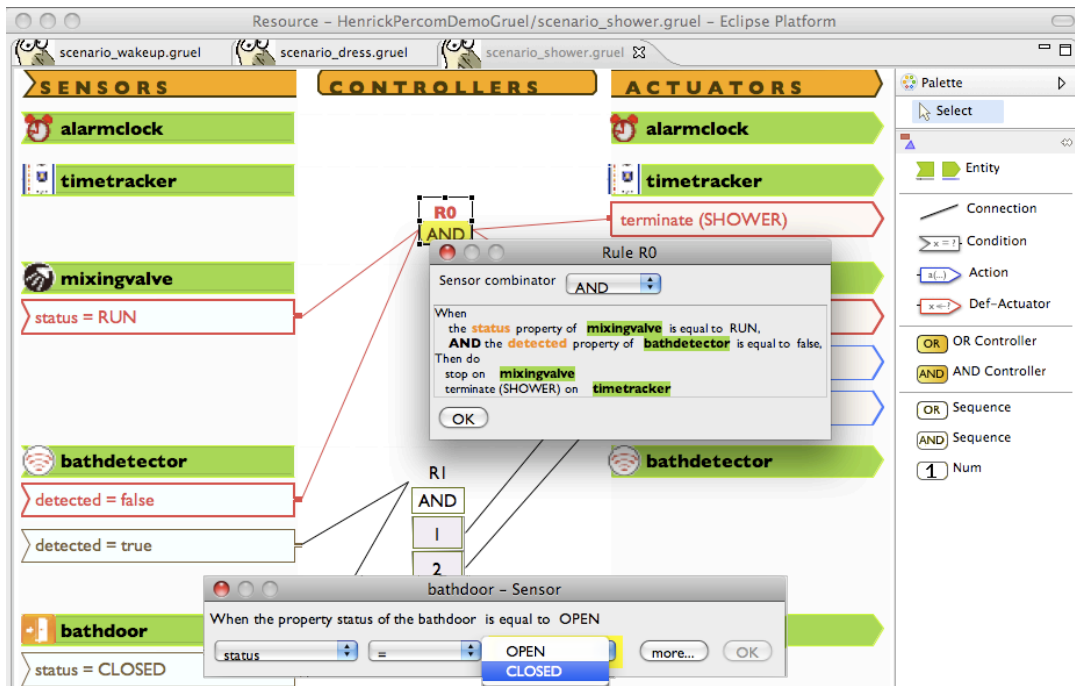 Resource – HenrickPercomDemoGruel/scenario_shower.gruel – Eclipse Platform
scenario_wakeup.gruel
scenario_dress.gruel
scenario_shower.gruel
SENSORS
CONTROLLERS
ACTUATORS
Palette
Select
Entity
Connection
x = ?
Condition
a(...)
Action
x ←!
Def-Actuator
OR
OR Controller
AND
AND Controller
OR
Sequence
AND
Sequence
1
Num
alarmclock
alarmclock
timetracker
timetracker
R0
AND
terminate (SHOWER)
mixingvalve
status = RUN
Rule R0
Sensor combinator
AND
When
the status property of mixingvalve is equal to RUN,
AND the detected property of bathdetector is equal to false,
Then do
stop on mixingvalve
terminate (SHOWER) on timetracker
OK
bathdetector
bathdetector
detected = false
detected = true
R1
AND
1
2
bathdoor
status = CLOSED
bathdoor – Sensor
When the property status of the bathdoor is equal to OPEN
status
=
OPEN
CLOSED
more...
OK